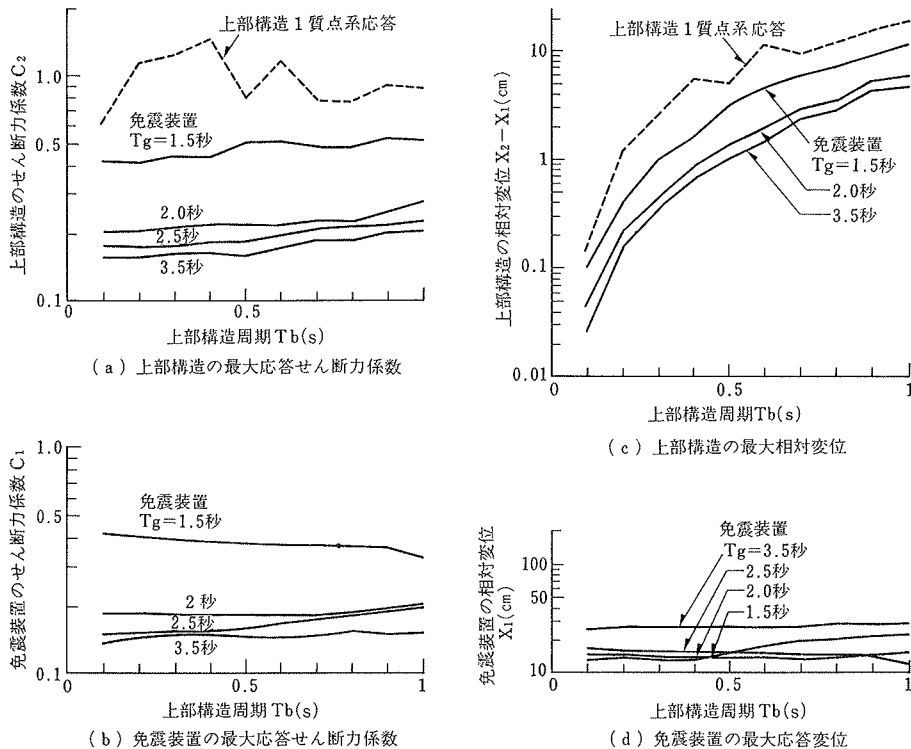 上部構造1質点系応答
上部構造のせん断力係数 C₂
1.0
0.5
0.1
免震装置
Tg=1.5秒
2.0秒
2.5秒
3.5秒
0
0.5
1
上部構造周期Tb(s)
(a) 上部構造の最大応答せん断力係数
上部構造1質点系応答
上部構造の相対変位 X₂-X₁(cm)
10
1
0.1
0.01
免震装置
Tg=1.5秒
2.0秒
3.5秒
0
0.5
1
上部構造周期Tb(s)
(c) 上部構造の最大相対変位
免震装置のせん断力係数 C₁
1.0
0.5
0.1
免震装置
Tg=1.5秒
2秒
2.5秒
3.5秒
0
0.5
1
上部構造周期Tb(s)
(b) 免震装置の最大応答せん断力係数
免震装置の相対変位
X₁(cm)
100
50
10
免震装置
Tg=3.5秒
2.5秒
2.0秒
1.5秒
0
0.5
1
上部構造周期Tb(s)
(d) 免震装置の最大応答変位